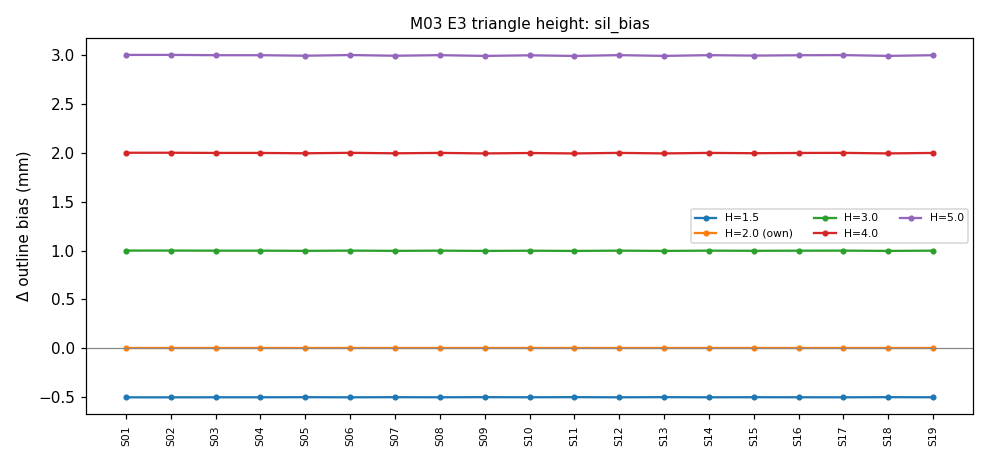 M03 E3 triangle height: sil_bias
Δ outline bias (mm)
3.0
2.5
2.0
1.5
1.0
0.5
0.0
−0.5
H=1.5
H=2.0 (own)
H=3.0
H=4.0
H=5.0
S01 S02 S03 S04 S05 S06 S07 S08 S09 S10 S11 S12 S13 S14 S15 S16 S17 S18 S19